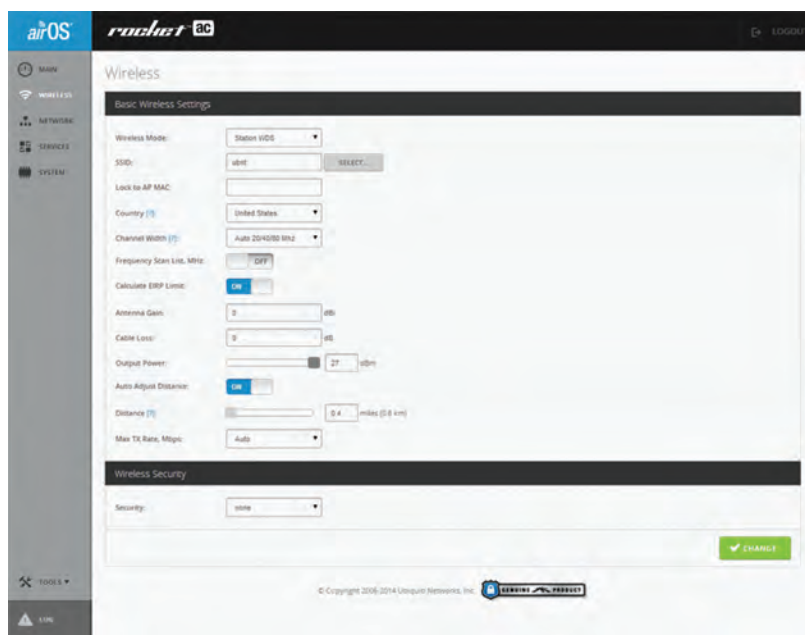 airOS
rocket ac
LOGOU
MAIN
WIRELESS
NETWORK
SERVICES
SYSTEM
Wireless
Basic Wireless Settings
Wireless Mode: Station WDS
SSID: ubnt SELECT...
Lock to AP MAC:
Country [?]: United States
Channel Width [?]: Auto 20/40/80 MHz
Frequency Scan List, MHz: OFF
Calculate EIRP Limit: ON
Antenna Gain: dBi
Cable Loss: dB
Output Power: 27 dBm
Auto Adjust Distance: ON
Distance [?]: 0.4 miles (0.6 km)
Max TX Rate, Mbps: Auto
Wireless Security
Security: none
CHANGE
© Copyright 2006-2014 Ubiquiti Networks, Inc. GENUINE PRODUCT
TOOLS
LINK